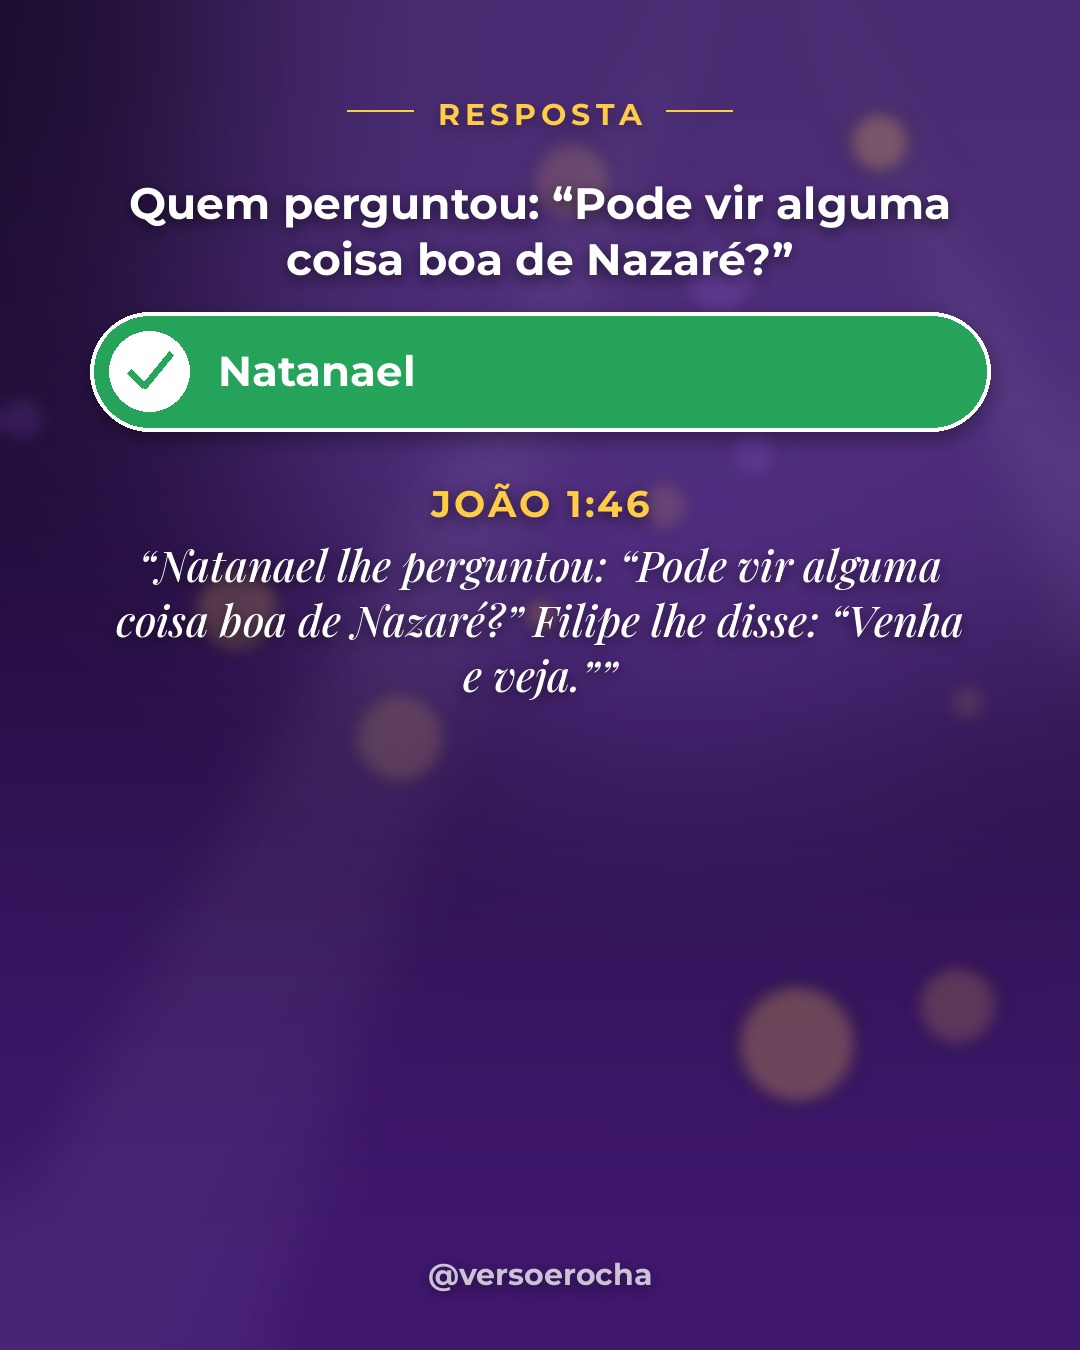 RESPOSTA
Quem perguntou: “Pode vir alguma
coisa boa de Nazaré?”
Natanael
JOÃO 1:46
“Natanael lhe perguntou: “Pode vir alguma
coisa boa de Nazaré?” Filipe lhe disse: “Venha
e veja.””
@versoerocha